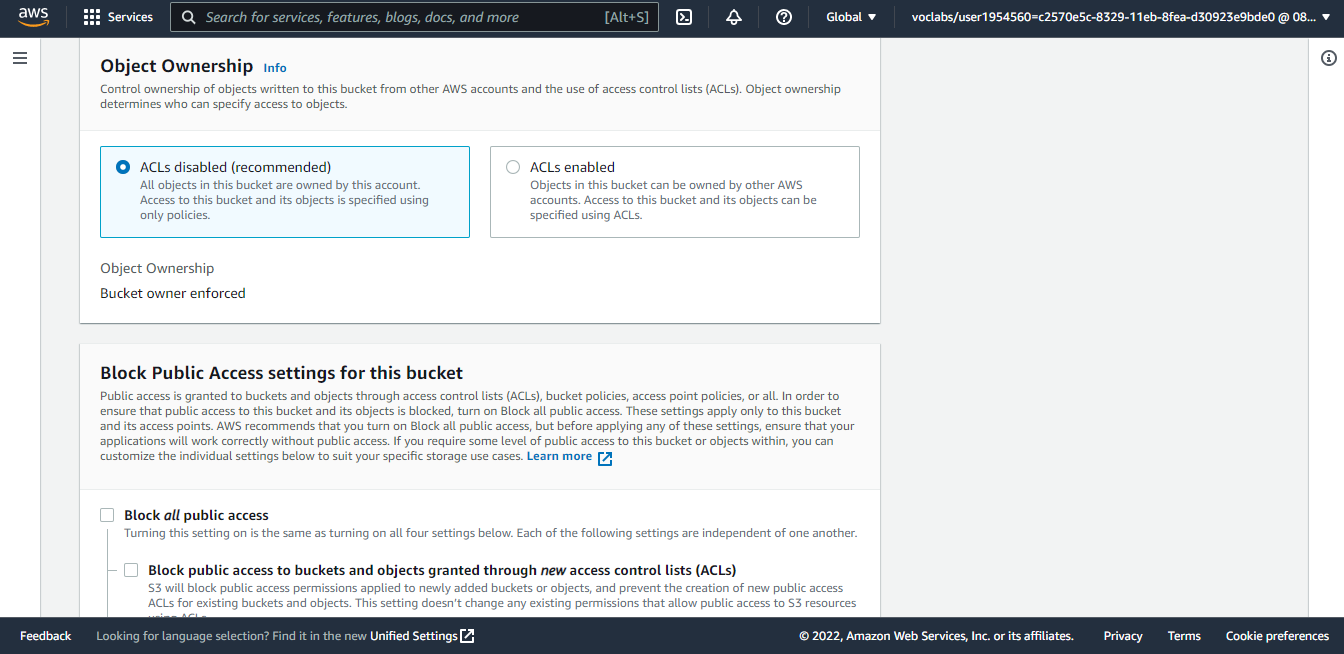 aws
Services
Search for services, features, blogs, docs, and more
[Alt+S]
Global
voclabs/user1954560=c2570e5c-8329-11eb-8fea-d30923e9bde0 @ 08...
Object Ownership Info
Control ownership of objects written to this bucket from other AWS accounts and the use of access control lists (ACLs). Object ownership
determines who can specify access to objects.
ACLs disabled (recommended)
All objects in this bucket are owned by this account.
Access to this bucket and its objects is specified using
only policies.
ACLs enabled
Objects in this bucket can be owned by other AWS
accounts. Access to this bucket and its objects can be
specified using ACLs.
Object Ownership
Bucket owner enforced
Block Public Access settings for this bucket
Public access is granted to buckets and objects through access control lists (ACLs), bucket policies, access point policies, or all. In order to
ensure that public access to this bucket and its objects is blocked, turn on Block all public access. These settings apply only to this bucket
and its access points. AWS recommends that you turn on Block all public access, but before applying any of these settings, ensure that your
applications will work correctly without public access. If you require some level of public access to this bucket or objects within, you can
customize the individual settings below to suit your specific storage use cases. Learn more
Block all public access
Turning this setting on is the same as turning on all four settings below. Each of the following settings are independent of one another.
Block public access to buckets and objects granted through new access control lists (ACLs)
S3 will block public access permissions applied to newly added buckets or objects, and prevent the creation of new public access
ACLs for existing buckets and objects. This setting doesn't change any existing permissions that allow public access to S3 resources
using ACLs.
Feedback
Looking for language selection? Find it in the new Unified Settings
© 2022, Amazon Web Services, Inc. or its affiliates.
Privacy
Terms
Cookie preferences